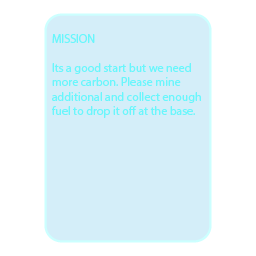 MISSION
Its a good start but we need
more carbon. Please mine
additional and collect enough
fuel to drop it off at the base.